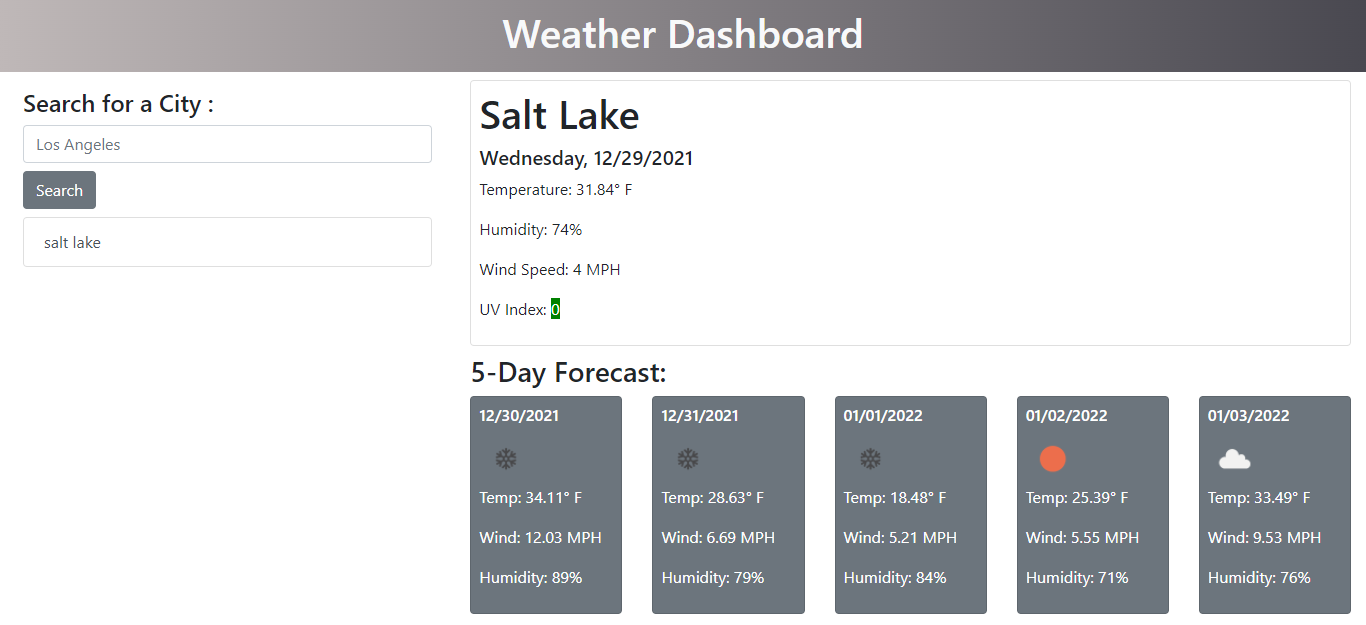 Weather Dashboard
Search for a City :
Los Angeles
Search
salt lake
Salt Lake
Wednesday, 12/29/2021
Temperature: 31.84° F
Humidity: 74%
Wind Speed: 4 MPH
UV Index: 0
5-Day Forecast:
12/30/2021
Temp: 34.11° F
Wind: 12.03 MPH
Humidity: 89%
12/31/2021
Temp: 28.63° F
Wind: 6.69 MPH
Humidity: 79%
01/01/2022
Temp: 18.48° F
Wind: 5.21 MPH
Humidity: 84%
01/02/2022
Temp: 25.39° F
Wind: 5.55 MPH
Humidity: 71%
01/03/2022
Temp: 33.49° F
Wind: 9.53 MPH
Humidity: 76%